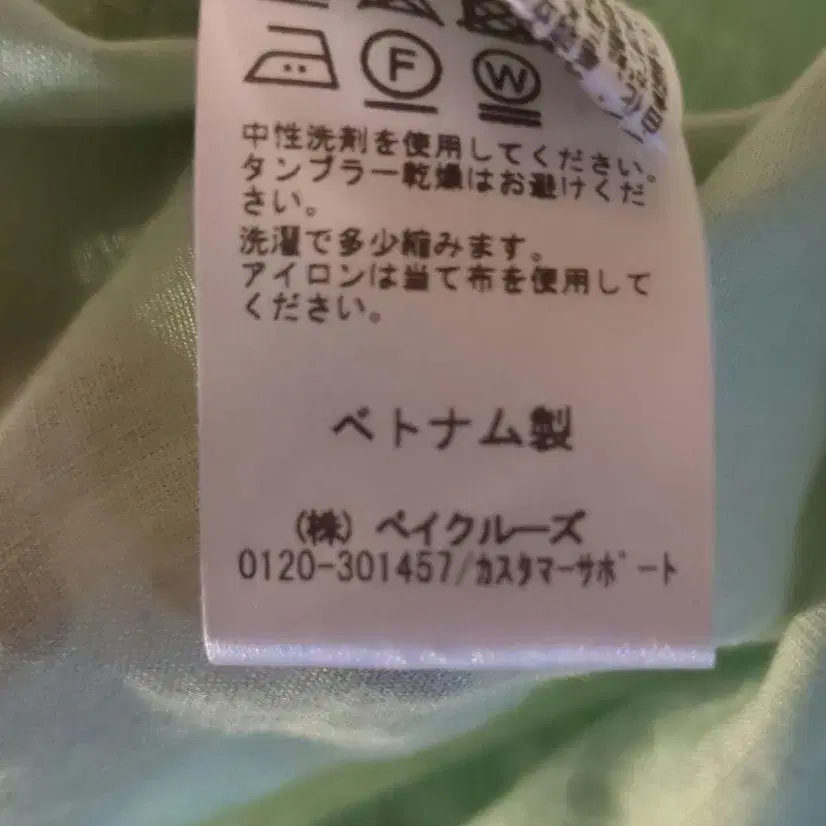 F
W
中性洗剤を使用してください。
タンブラー乾燥はお避けくだ
さい。
洗濯で多少縮みます。
アイロンは当て布を使用して
ください。
ベトナム製
(株) ベイクルーズ
0120-301457/カスタマーサポート